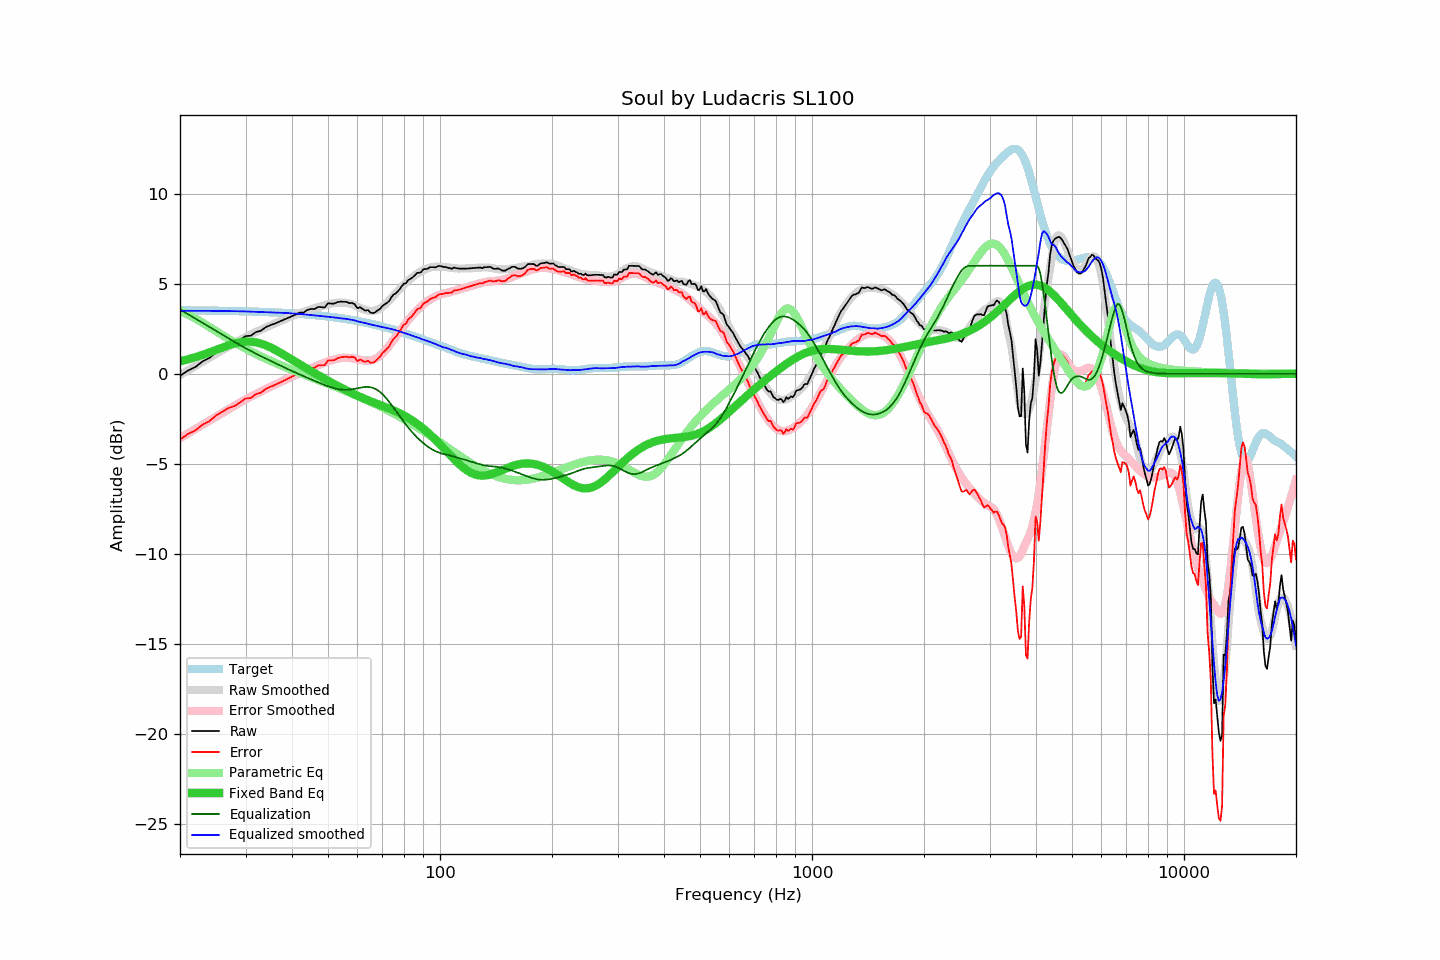 Soul by Ludacris SL100
10
5
0
−5
−10
−15
−20
−25
Amplitude (dBr)
Target
Raw Smoothed
Error Smoothed
Raw
Error
Parametric Eq
Fixed Band Eq
Equalization
Equalized smoothed
100 1000 10000
Frequency (Hz)